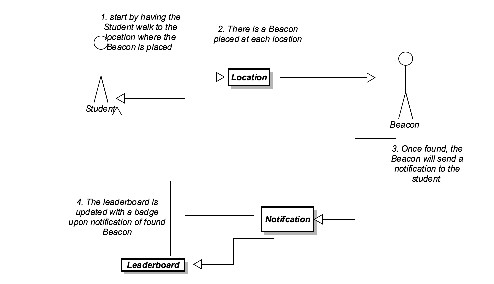 1. start by having the
Student walk to the
location where the
Beacon is placed
2. There is a Beacon
placed at each location
Location
Student
Beacon
3. Once found, the
Beacon will send a
notification to the
student
4. The leaderboard is
updated with a badge
upon notification of found
Beacon
Notifcation
Leaderboard